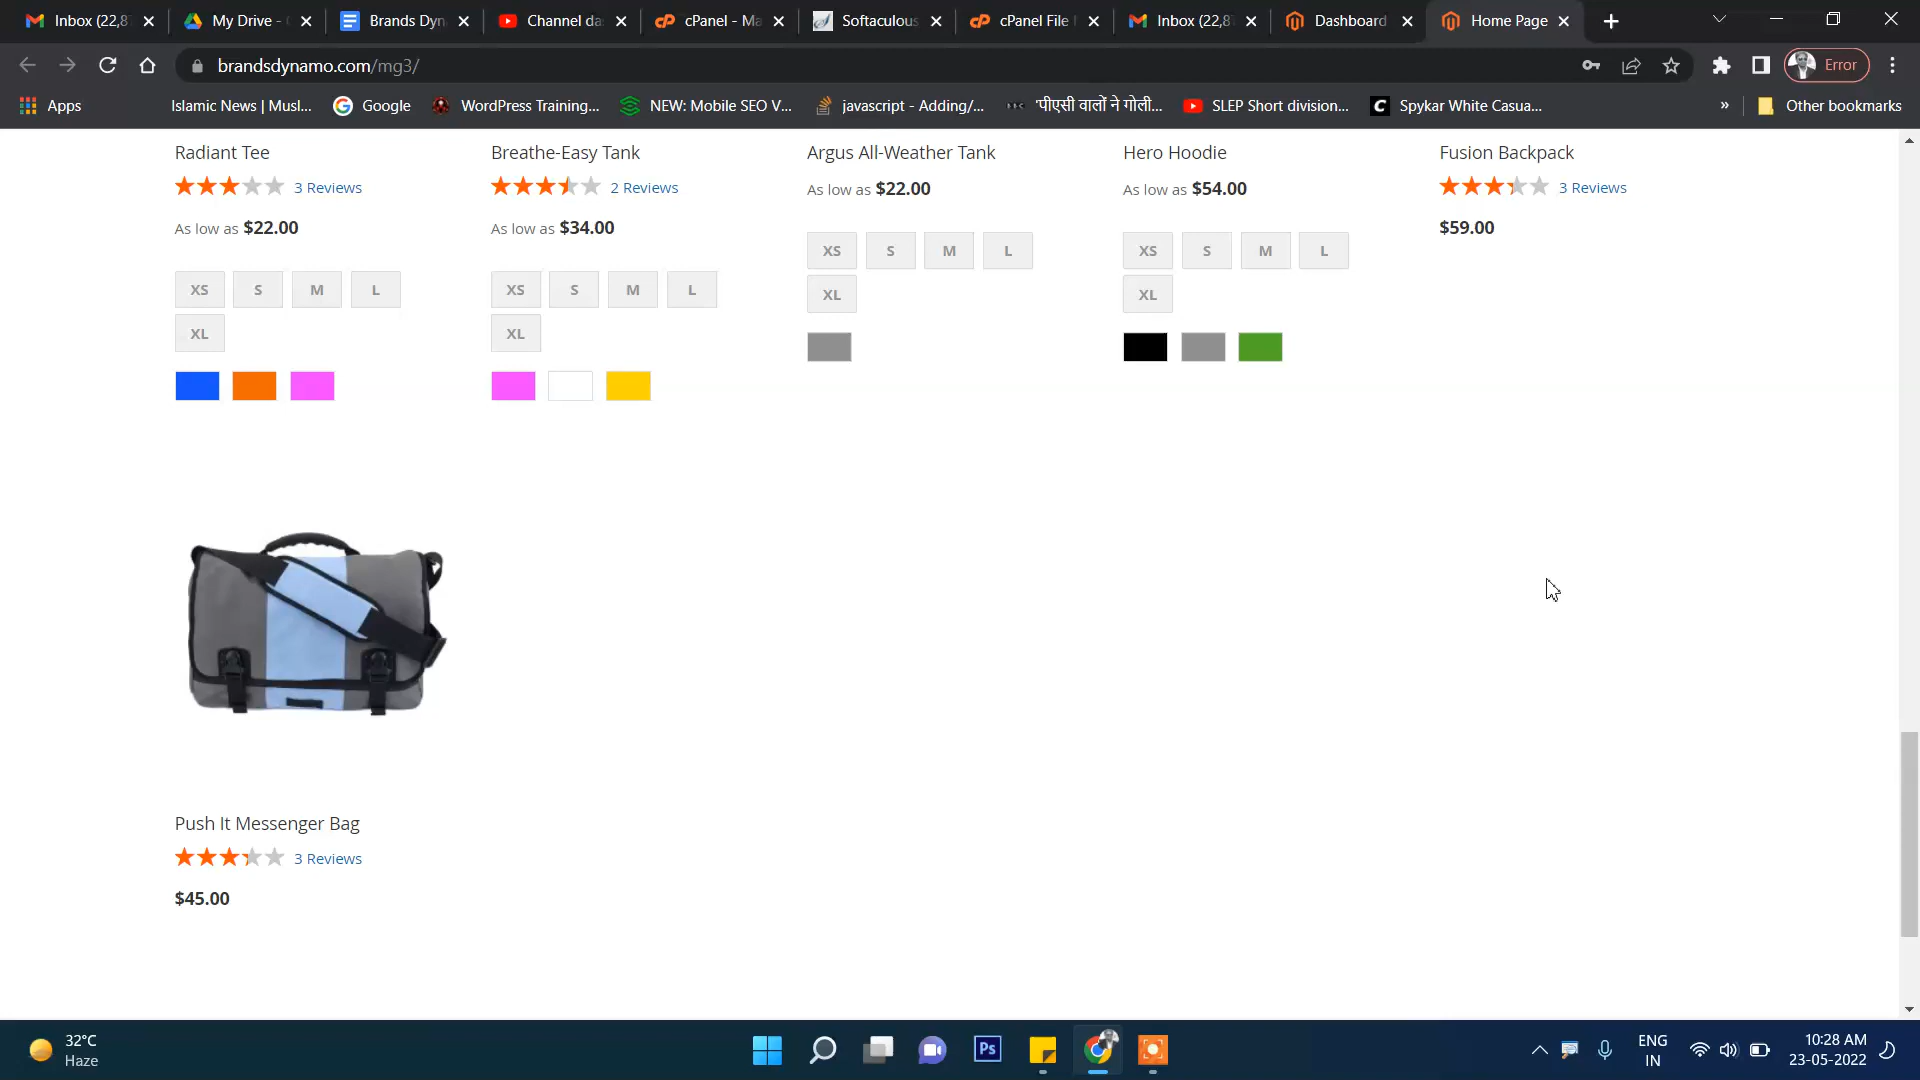 Inbox (22,8
My Drive -
Brands Dyn
Channel da
cPanel - Ma
Softaculous
cPanel File
Inbox (22,8
Dashboard
Home Page
brandsdynamo.com/mg3/
Error
Apps
Islamic News | Musl...
Google
WordPress Training...
NEW: Mobile SEO V...
javascript - Adding/...
'पीएसी वालों ने गोली...
SLEP Short division...
Spykar White Casua...
»
Other bookmarks
Radiant Tee
3 Reviews
As low as $22.00
XS S M L
XL
Breathe-Easy Tank
2 Reviews
As low as $34.00
XS S M L
XL
Argus All-Weather Tank
As low as $22.00
XS S M L
XL
Hero Hoodie
As low as $54.00
XS S M L
XL
Fusion Backpack
3 Reviews
$59.00
Push It Messenger Bag
3 Reviews
$45.00
32°C
Haze
Ps
ENG
IN
10:28 AM
23-05-2022